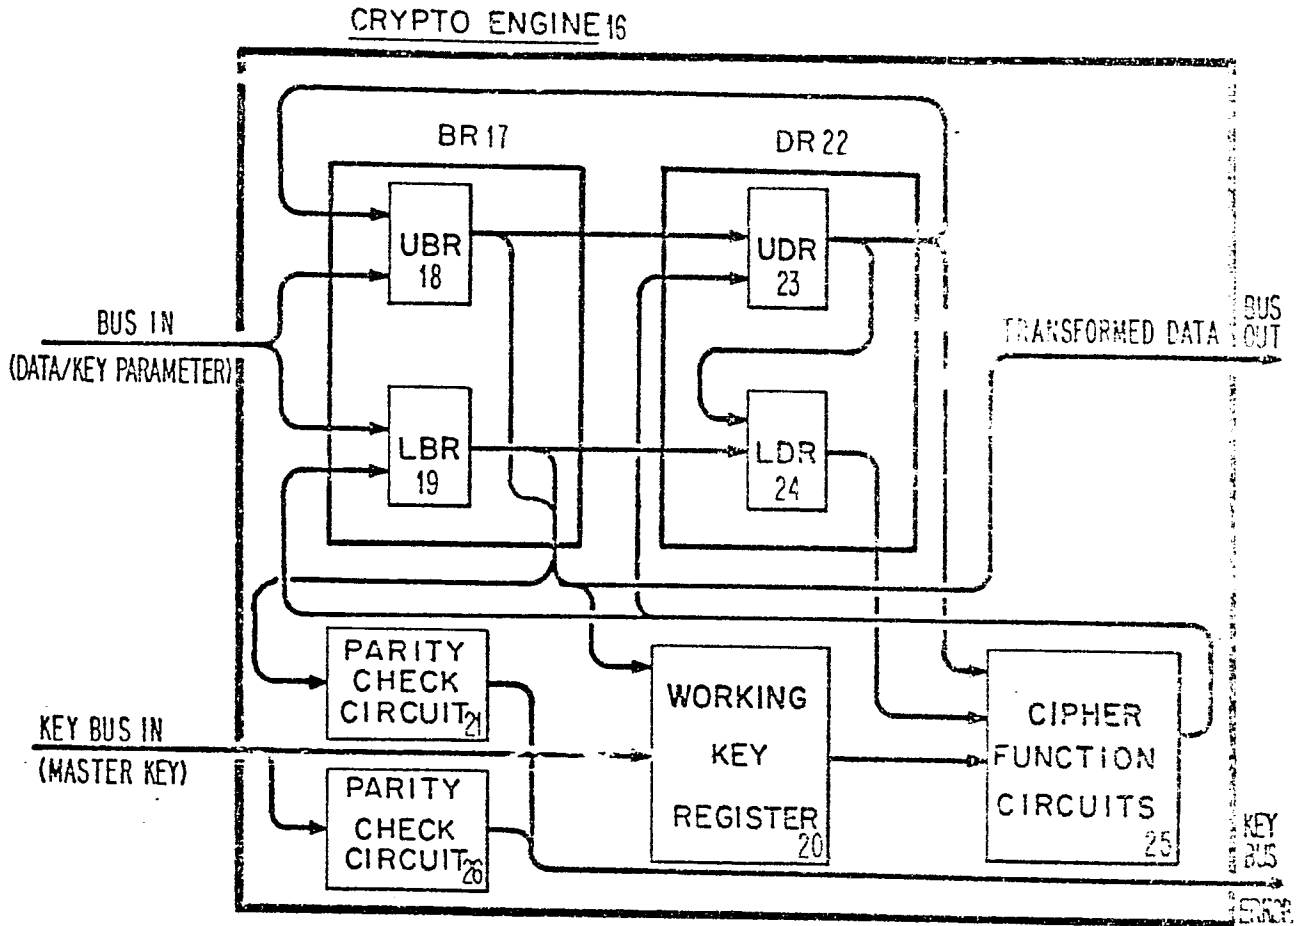 CRYPTO ENGINE 16
BR 17
DR 22
UBR
18
UDR
23
BUS IN
(DATA/KEY PARAMETER)
TRANSFORMED DATA
BUS
OUT
LBR
19
LDR
24
PARITY
CHECK
CIRCUIT 21
KEY BUS IN
(MASTER KEY)
PARITY
CHECK
CIRCUIT 26
WORKING
KEY
REGISTER
20
CIPHER
FUNCTION
CIRCUITS
25
KEY
BUS
ERROR